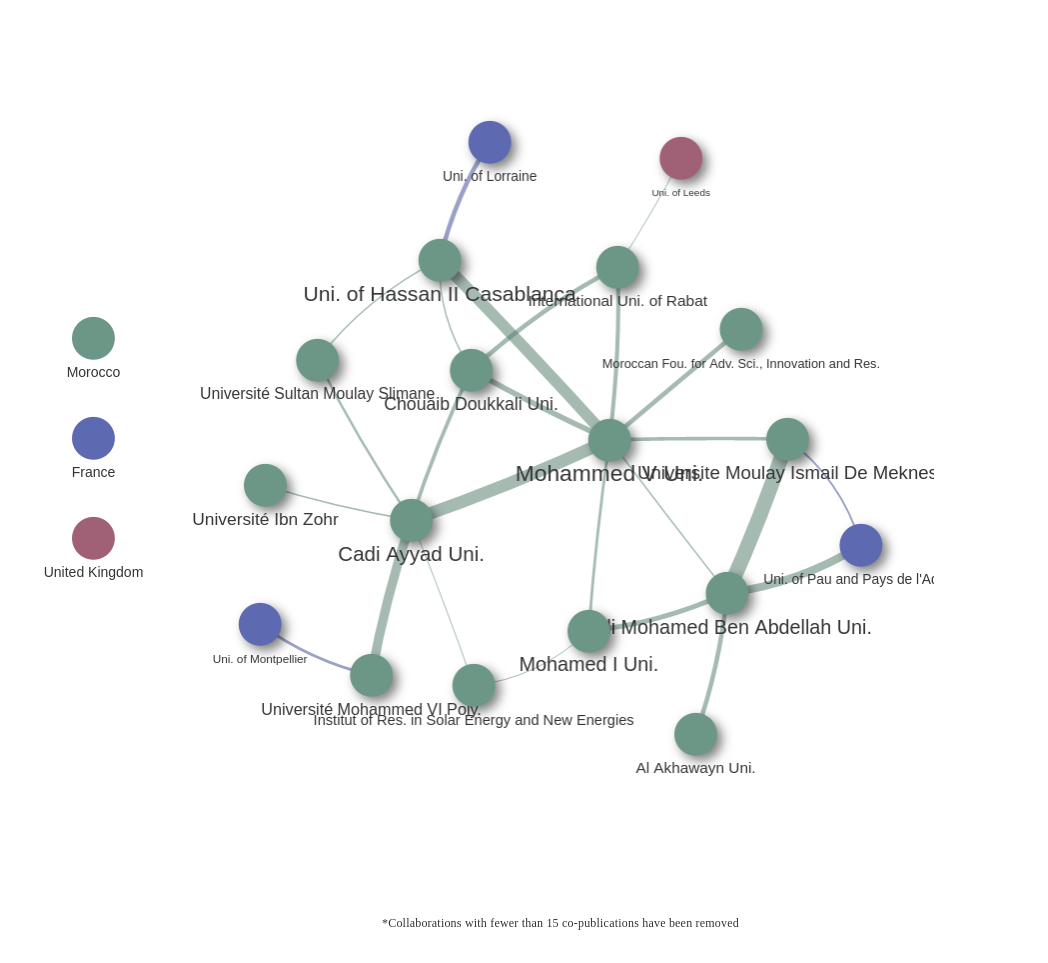 Uni. of Lorraine
Uni. of Leeds
Uni. of Hassan II Casablanca
International Uni. of Rabat
Morocco
Moroccan Fou. for Adv. Sci., Innovation and Res.
Université Sultan Moulay Slimane
Chouaib Doukkali Uni.
France
Mohammed V Uni.
Universite Moulay Ismail De Meknes
Université Ibn Zohr
Cadi Ayyad Uni.
United Kingdom
Uni. of Pau and Pays de
Mohamed Ben Abdellah Uni.
Uni. of Montpellier
Mohamed I Uni.
Université Mohammed VI Poly.
Institut of Res. in Solar Energy and New Energies
Al Akhawayn Uni.
*Collaborations with fewer than 15 co-publications have been removed